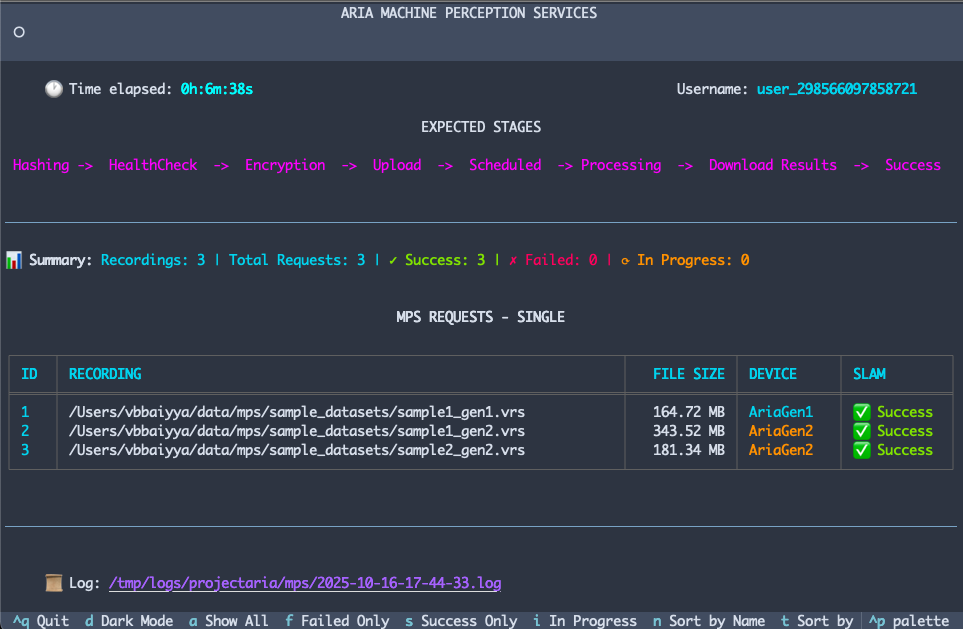 ARIA MACHINE PERCEPTION SERVICES
Time elapsed: 0h:6m:38s Username: user_298566097858721
EXPECTED STAGES
Hashing -> HealthCheck -> Encryption -> Upload -> Scheduled -> Processing -> Download Results -> Success
Summary: Recordings: 3 | Total Requests: 3 | ✓ Success: 3 | ✗ Failed: 0 | ⟳ In Progress: 0
MPS REQUESTS - SINGLE
ID RECORDING FILE SIZE DEVICE SLAM
1 /Users/vbbaiyya/data/mps/sample_datasets/sample1_gen1.vrs 164.72 MB AriaGen1 ✅ Success
2 /Users/vbbaiyya/data/mps/sample_datasets/sample1_gen2.vrs 343.52 MB AriaGen2 ✅ Success
3 /Users/vbbaiyya/data/mps/sample_datasets/sample2_gen2.vrs 181.34 MB AriaGen2 ✅ Success
Log: /tmp/logs/projectaria/mps/2025-10-16-17-44-33.log
^q Quit d Dark Mode a Show All f Failed Only s Success Only i In Progress n Sort by Name t Sort by ^p palette